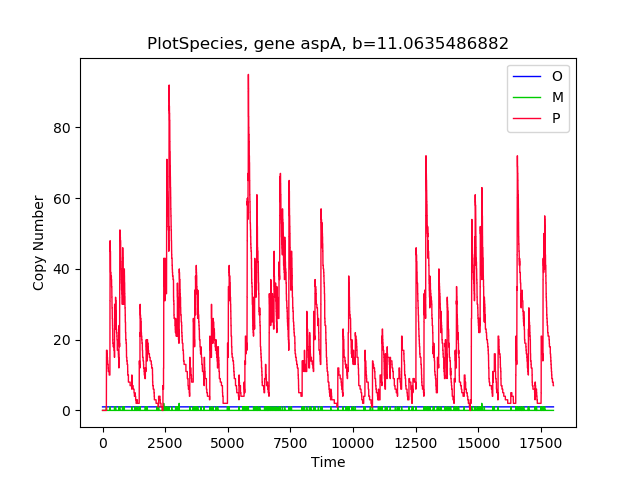 PlotSpecies, gene aspA, b=11.0635486882
O
M
P
80
60
40
20
0
Copy Number
0 2500 5000 7500 10000 12500 15000 17500
Time